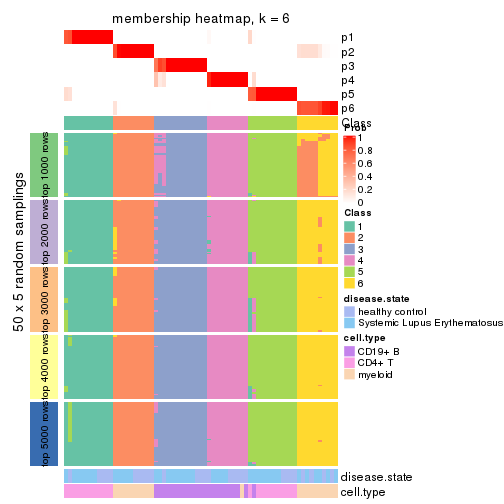 membership heatmap, k = 6
p1
p2
p3
p4
p5
p6
Class
Prob
1
0.8
0.6
0.4
0.2
0
Class
1
2
3
4
5
6
disease.state
healthy control
Systemic Lupus Erythematosus
cell.type
CD19+ B
CD4+ T
myeloid
50 x 5 random samplings
top 1000 rows
top 2000 rows
top 3000 rows
top 4000 rows
top 5000 rows
disease.state
cell.type